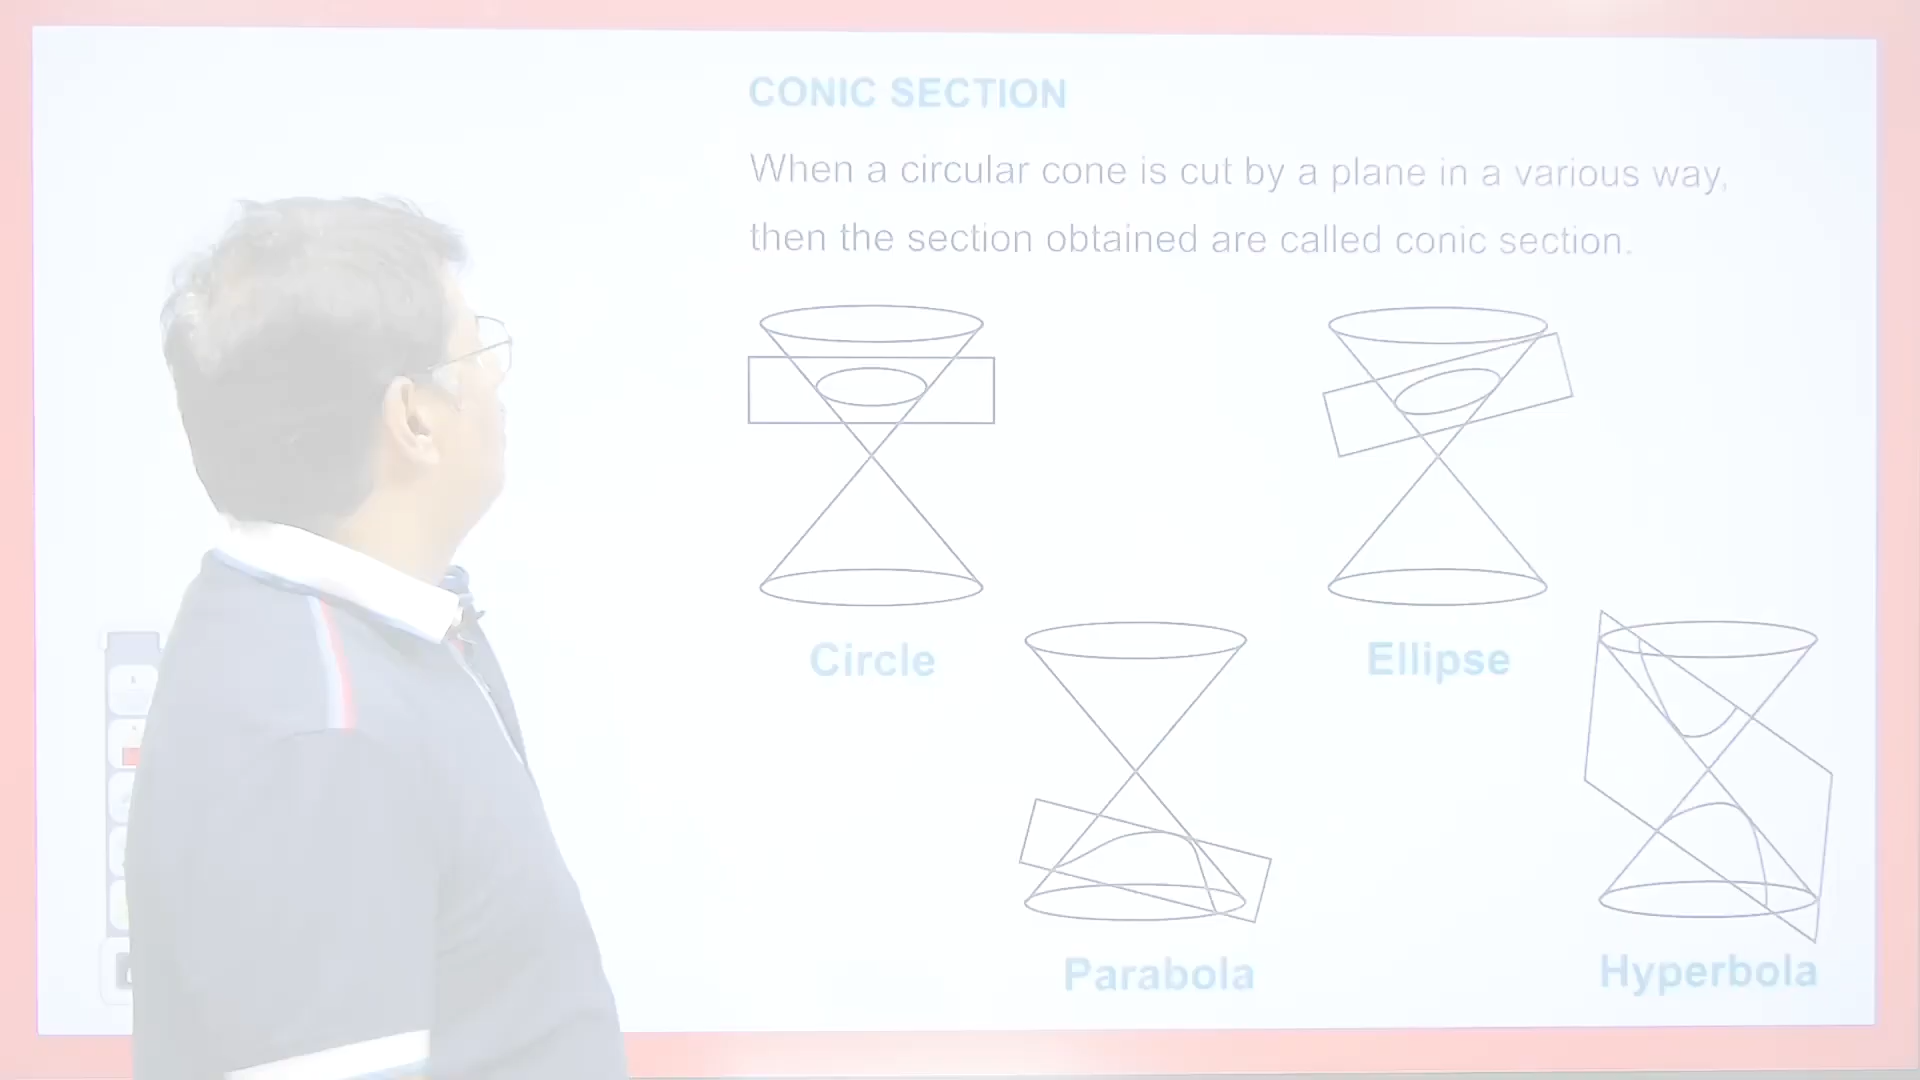 CONIC SECTION
When a circular cone is cut by a plane in a various way,
then the section obtained are called conic section.
Circle
Ellipse
Parabola
Hyperbola